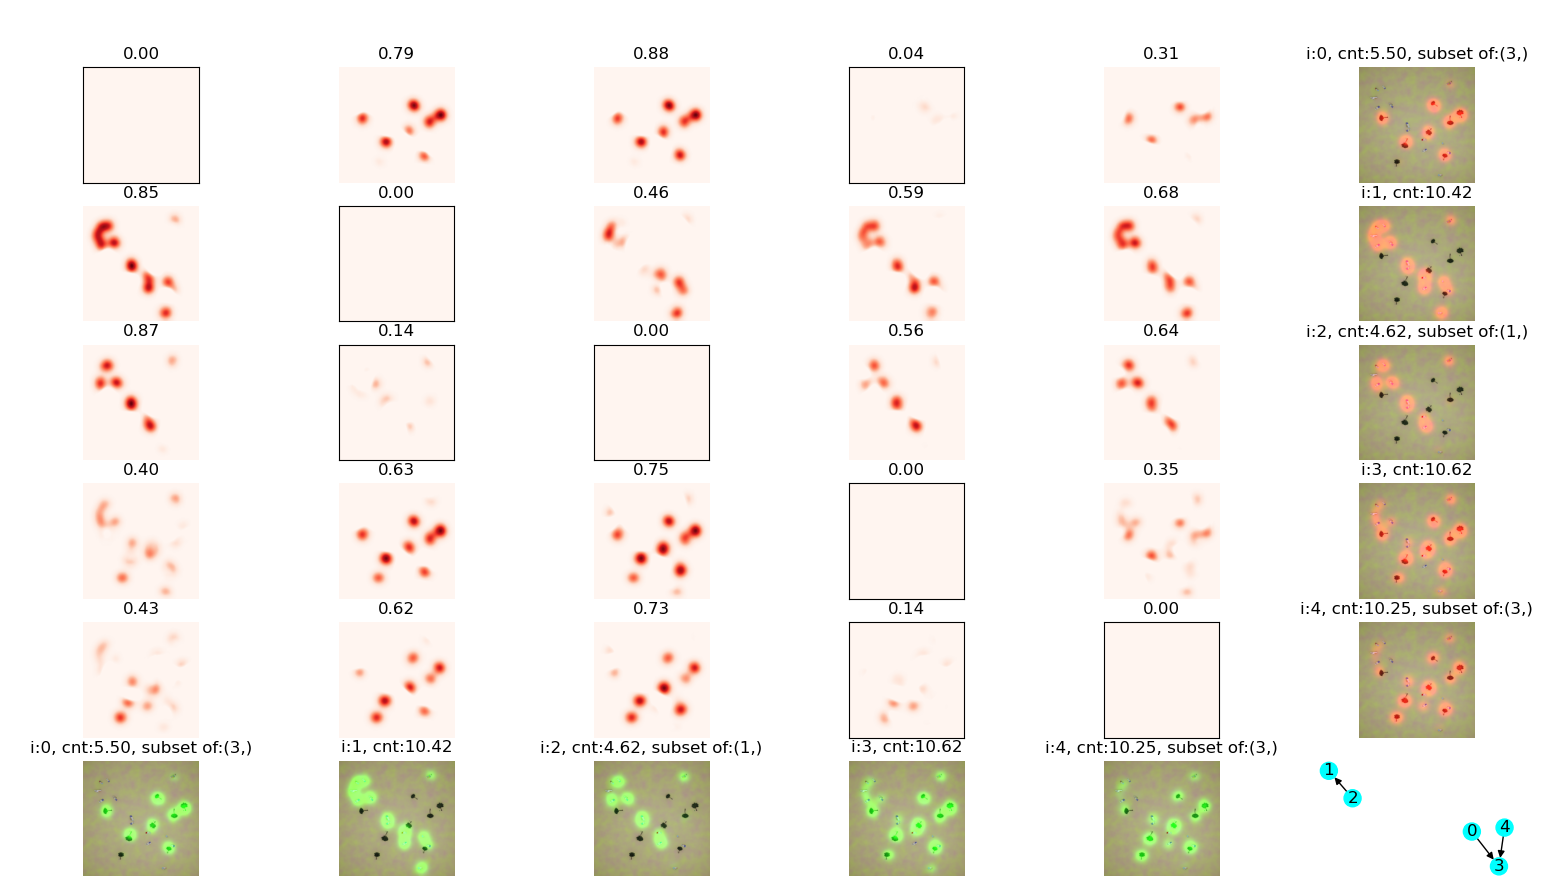 0.00 0.79 0.88 0.04 0.31 i:0, cnt:5.50, subset of:(3,)
0.85 0.00 0.46 0.59 0.68 i:1, cnt:10.42
0.87 0.14 0.00 0.56 0.64 i:2, cnt:4.62, subset of:(1,)
0.40 0.63 0.75 0.00 0.35 i:3, cnt:10.62
0.43 0.62 0.73 0.14 0.00 i:4, cnt:10.25, subset of:(3,)
i:0, cnt:5.50, subset of:(3,) i:1, cnt:10.42 i:2, cnt:4.62, subset of:(1,) i:3, cnt:10.62 i:4, cnt:10.25, subset of:(3,)
1
2
0 4
3